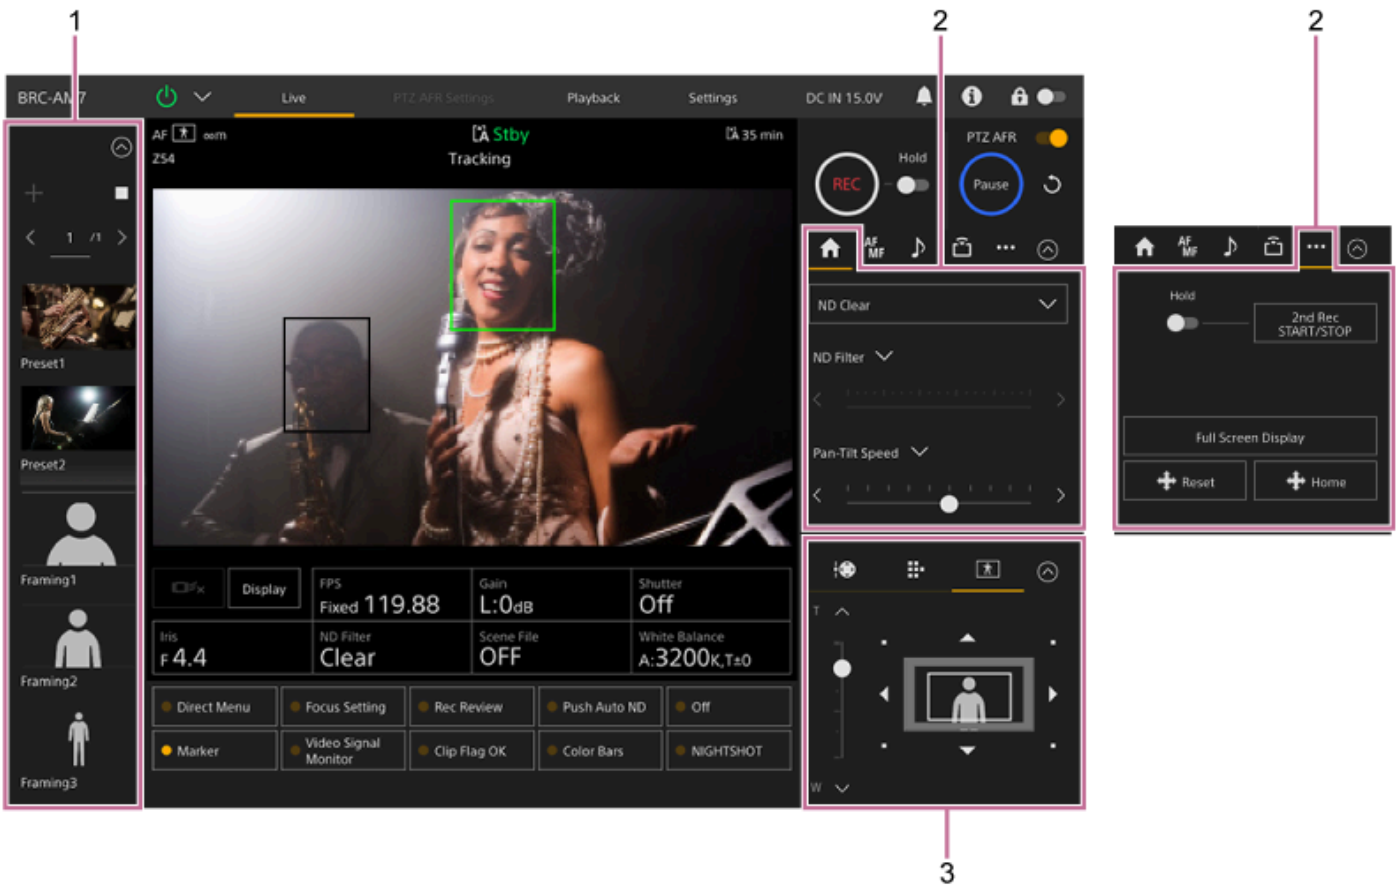 1
2
2
BRC-AM7
Live
PTZ AFR Settings
Playback
Settings
DC IN 15.0V
AF ∞m
Stby
35 min
Z54
Tracking
REC
Hold
PTZ AFR
Pause
1 /1
Preset1
Preset2
Framing1
Framing2
Framing3
AF
MF
ND Clear
ND Filter
Pan-Tilt Speed
AF
MF
Hold
2nd Rec
START/STOP
Full Screen Display
Reset
Home
Display
FPS
Fixed 119.88
Gain
L:0dB
Shutter
Off
Iris
F 4.4
ND Filter
Clear
Scene File
OFF
White Balance
A:3200K,T±0
Direct Menu
Focus Setting
Rec Review
Push Auto ND
Off
Marker
Video Signal
Monitor
Clip Flag OK
Color Bars
NIGHTSHOT
T
W
3